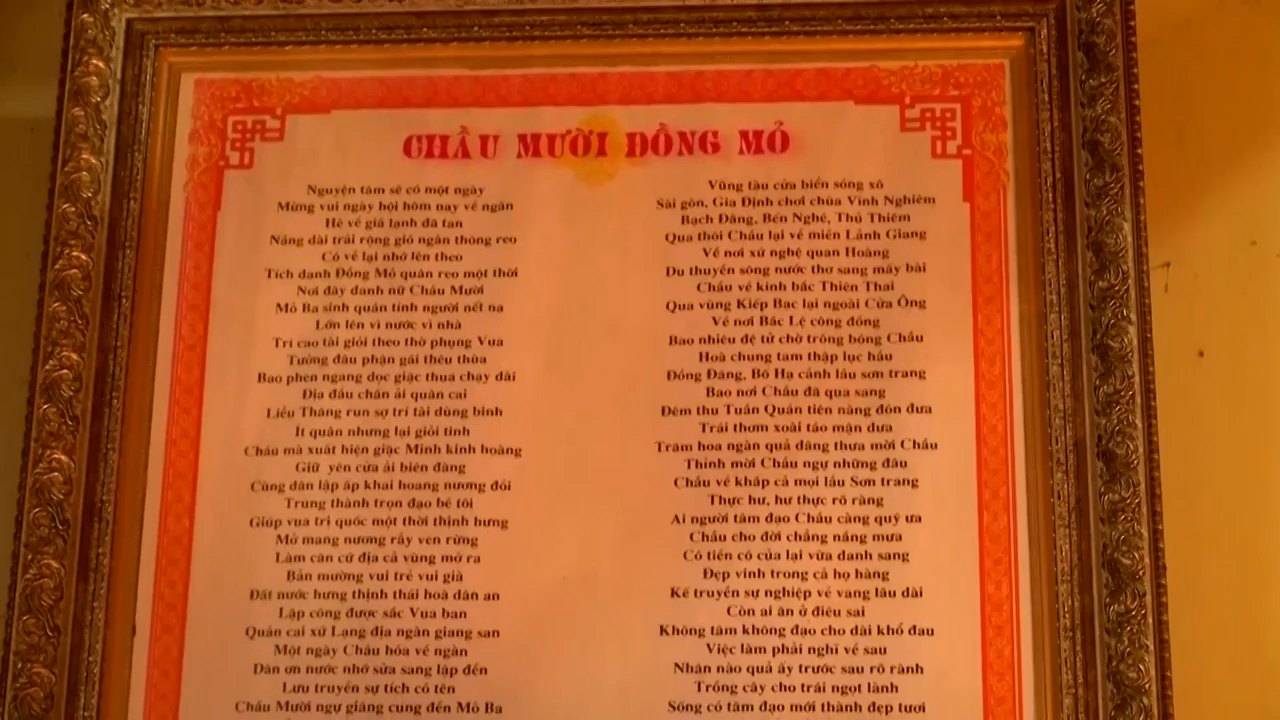 CHẦU MƯỜI ĐỒNG MỎ
Nguyện tâm sẽ có một ngày
Mừng vui ngày hội hôm nay về ngàn
Hè về giá lạnh đã tan
Nắng dài trải rộng gió ngàn thông reo
Có về lại nhớ lên theo
Tích danh Đồng Mỏ quân reo một thời
Nơi đây danh nữ Chầu Mười
Mỏ Ba sinh quán tính người nết na
Lớn lên vì nước vì nhà
Trí cao tài giỏi theo thờ phụng Vua
Tưởng đâu phận gái thêu thùa
Bao phen ngang dọc giặc thua chạy dài
Địa đầu chấn ải quân cai
Liễu Thăng run sợ trí tài dùng binh
Ít quân nhưng lại giỏi tinh
Chầu mà xuất hiện giặc Minh kinh hoàng
Giữ yên cửa ải biên đàng
Cùng dân lập ấp khai hoang nương đồi
Trung thành trọn đạo bề tôi
Giúp vua trị quốc một thời thịnh hưng
Mở mang nương rẫy ven rừng
Làm căn cứ địa cả vùng mở ra
Bản mường vui trẻ vui già
Đất nước hưng thịnh thái hoà dân an
Lập công được sắc Vua ban
Quản cai xứ Lạng địa ngàn giang san
Một ngày Chầu hóa về ngàn
Dân ơn nước nhớ sửa sang lập đền
Lưu truyền sự tích có tên
Chầu Mười ngự giáng cung đền Mỏ Ba
Vũng tàu cửa biển sóng xô
Sài gòn, Gia Định chơi chùa Vĩnh Nghiêm
Bạch Đằng, Bến Nghé, Thủ Thiêm
Qua thôi Chầu lại về miền Lảnh Giang
Về nơi xứ nghệ quan Hoàng
Du thuyền sông nước thơ sang mấy bài
Chầu về kinh bắc Thiên Thai
Qua vùng Kiếp Bạc lại ngoài Cửa Ông
Về nơi Bắc Lệ công đồng
Bao nhiêu đệ tử chờ trông bóng Chầu
Hoà chung tam thập lục hầu
Đồng Đăng, Bố Hạ cảnh lầu sơn trang
Bao nơi Chầu đã qua sang
Đêm thu Tuần Quán tiên nàng đón đưa
Trái thơm xoài táo mận dưa
Trăm hoa ngàn quả dâng thưa mời Chầu
Thỉnh mời Chầu ngự những đâu
Chầu về khắp cả mọi lầu Sơn trang
Thực hư, hư thực rõ ràng
Ai người tâm đạo Chầu càng quý ưa
Chầu cho đời chẳng nắng mưa
Có tiền có của lại vừa danh sang
Đẹp vinh trong cả họ hàng
Kế truyền sự nghiệp vẻ vang lâu dài
Còn ai ăn ở điêu sai
Không tâm không đạo cho dài khổ đau
Việc làm phải nghĩ về sau
Nhân nào quả ấy trước sau rõ rành
Trồng cây cho trái ngọt lành
Sống có tâm đạo mới thành đẹp tươi